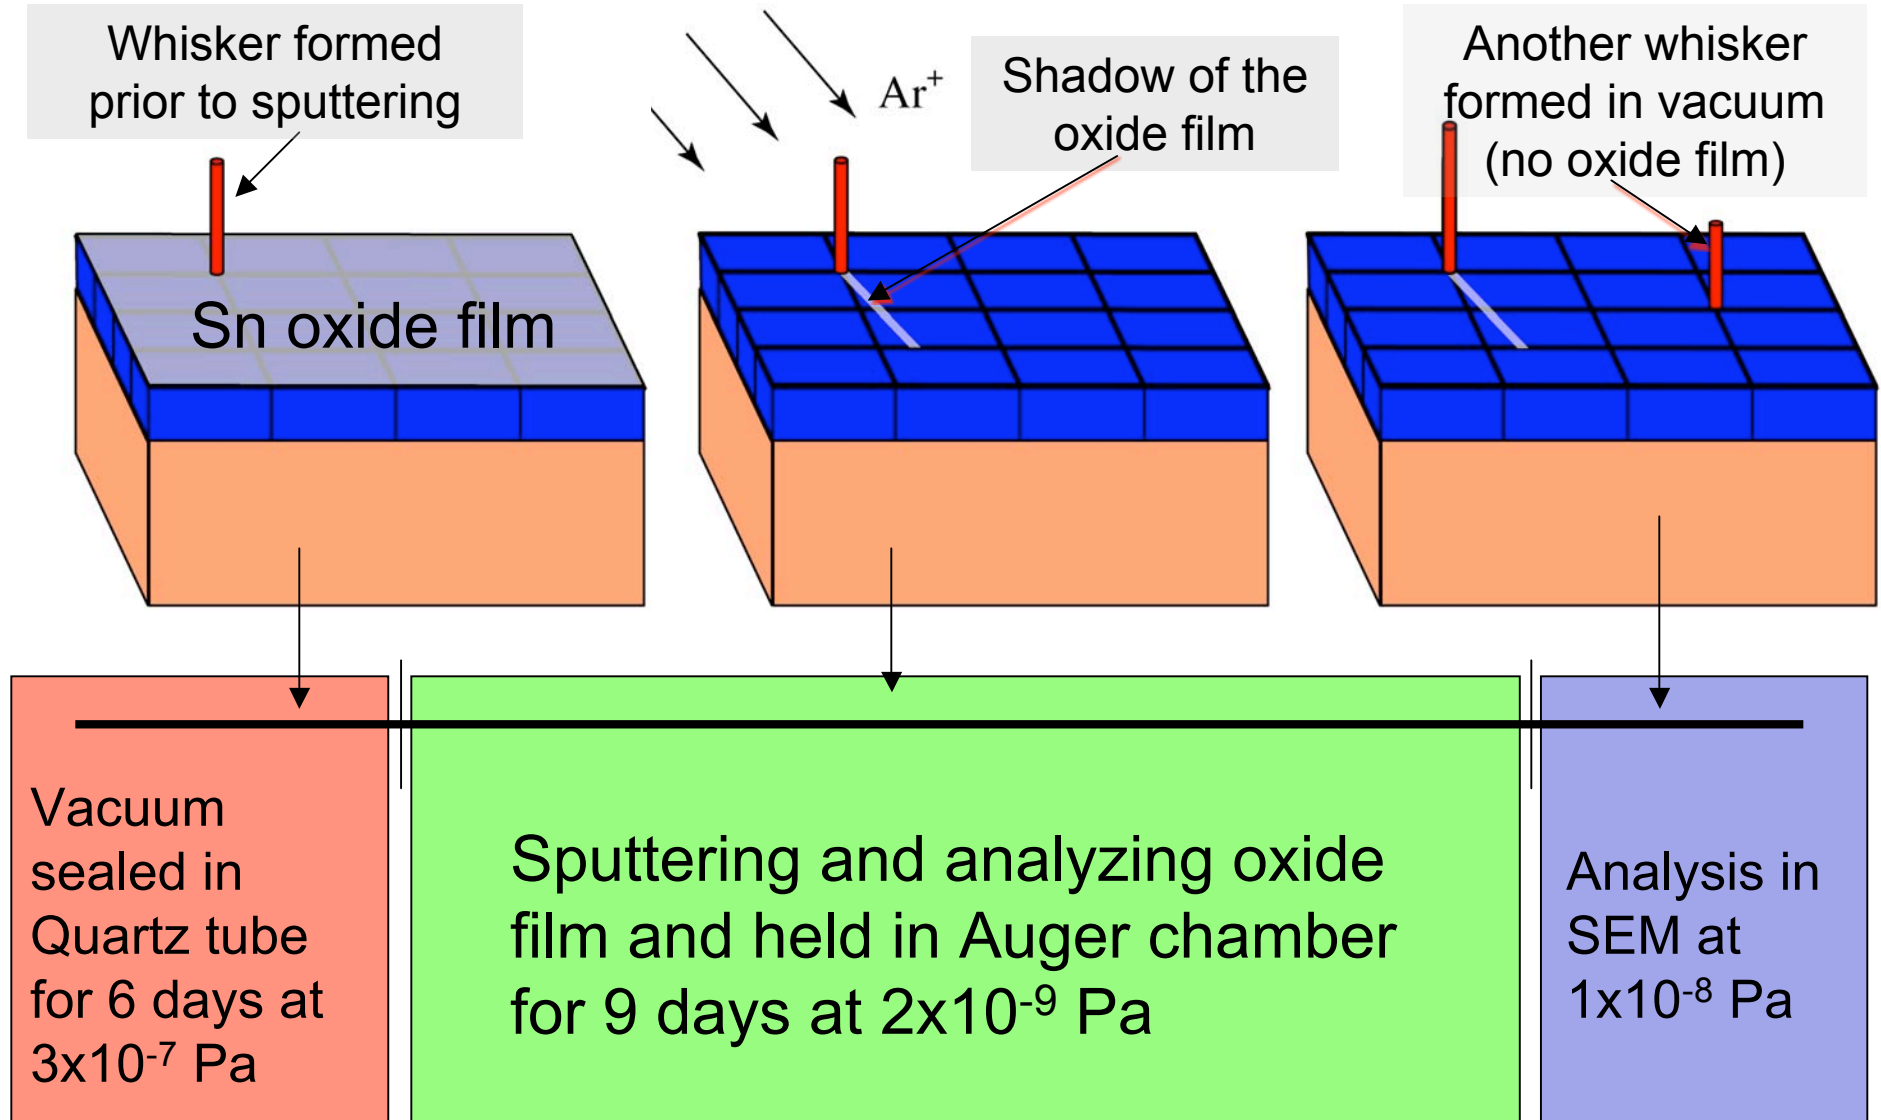 Whisker formed
prior to sputtering
Ar⁺
Shadow of the
oxide film
Another whisker
formed in vacuum
(no oxide film)
Sn oxide film
Vacuum
sealed in
Quartz tube
for 6 days at
3x10⁻⁷ Pa
Sputtering and analyzing oxide
film and held in Auger chamber
for 9 days at 2x10⁻⁹ Pa
Analysis in
SEM at
1x10⁻⁸ Pa